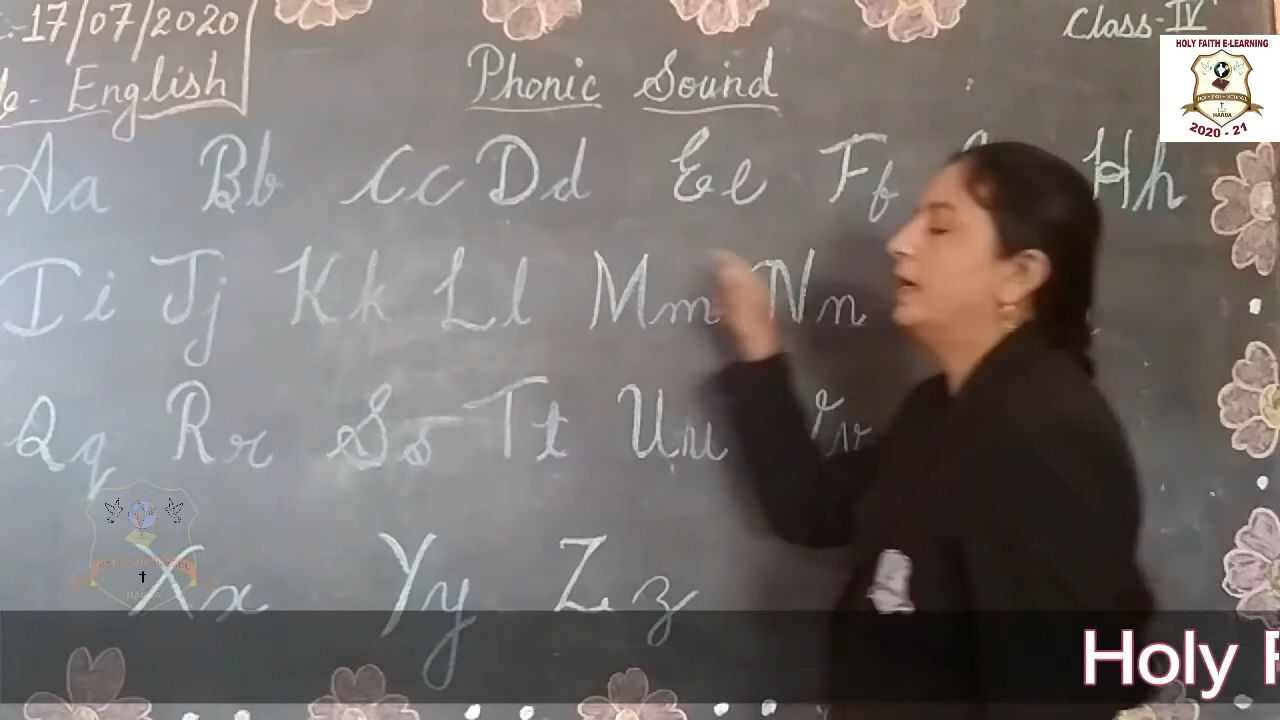 17/07/2020
Class-IV
English
Phonic Sound
Aa Bb Cc Dd Ee Ff Hh
Ii Jj Kk Ll Mm Nn
Qq Rr Ss Tt Uu
Xx Yy Zz
HOLY FAITH E-LEARNING
HARDA
2020 - 21
Holy